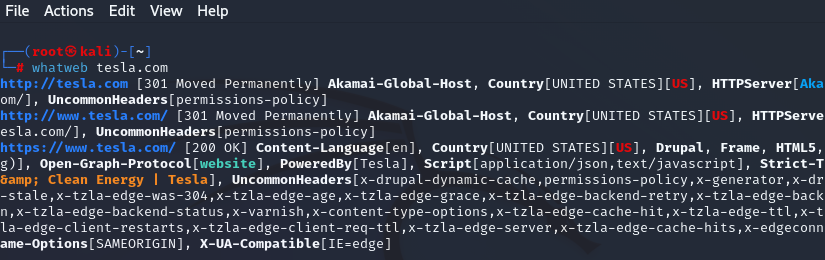 File Actions Edit View Help
┌──(root㉿kali)-[~]
└─# whatweb tesla.com
http://tesla.com [301 Moved Permanently] Akamai-Global-Host, Country[UNITED STATES][US], HTTPServer[Aka
om/], UncommonHeaders[permissions-policy]
http://www.tesla.com/ [301 Moved Permanently] Akamai-Global-Host, Country[UNITED STATES][US], HTTPServe
esla.com/], UncommonHeaders[permissions-policy]
https://www.tesla.com/ [200 OK] Content-Language[en], Country[UNITED STATES][US], Drupal, Frame, HTML5,
g)], Open-Graph-Protocol[website], PoweredBy[Tesla], Script[application/json,text/javascript], Strict-T
&amp; Clean Energy | Tesla], UncommonHeaders[x-drupal-dynamic-cache,permissions-policy,x-generator,x-dr
-stale,x-tzla-edge-was-304,x-tzla-edge-age,x-tzla-edge-grace,x-tzla-edge-backend-retry,x-tzla-edge-back
n,x-tzla-edge-backend-status,x-varnish,x-content-type-options,x-tzla-edge-cache-hit,x-tzla-edge-ttl,x-t
la-edge-client-restarts,x-tzla-edge-client-req-ttl,x-tzla-edge-server,x-tzla-edge-cache-hits,x-edgeconn
ame-Options[SAMEORIGIN], X-UA-Compatible[IE=edge]